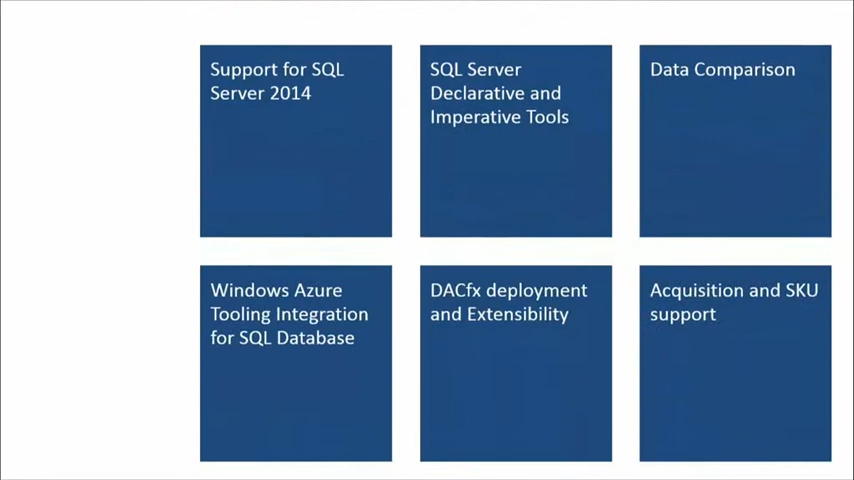 Support for SQL
Server 2014
SQL Server
Declarative and
Imperative Tools
Data Comparison
Windows Azure
Tooling Integration
for SQL Database
DACfx deployment
and Extensibility
Acquisition and SKU
support